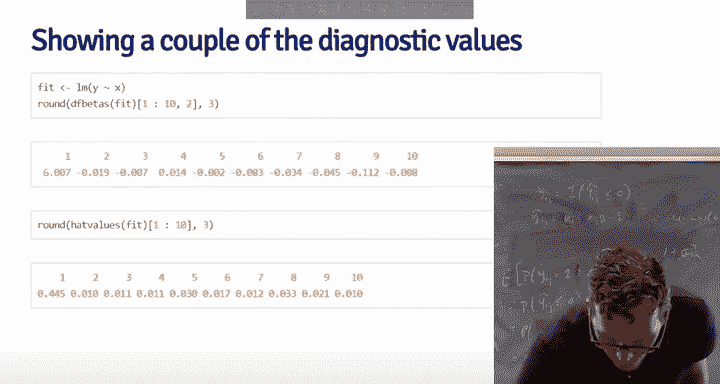 Showing a couple of the diagnostic values
fit <- lm(y ~ x)
round(dfbetas(fit)[1 : 10, 2], 3)
1 2 3 4 5 6 7 8 9 10
6.007 -0.019 -0.007 0.014 -0.002 -0.083 -0.034 -0.045 -0.112 -0.008
round(hatvalues(fit)[1 : 10], 3)
1 2 3 4 5 6 7 8 9 10
0.445 0.010 0.011 0.011 0.030 0.017 0.012 0.033 0.021 0.010